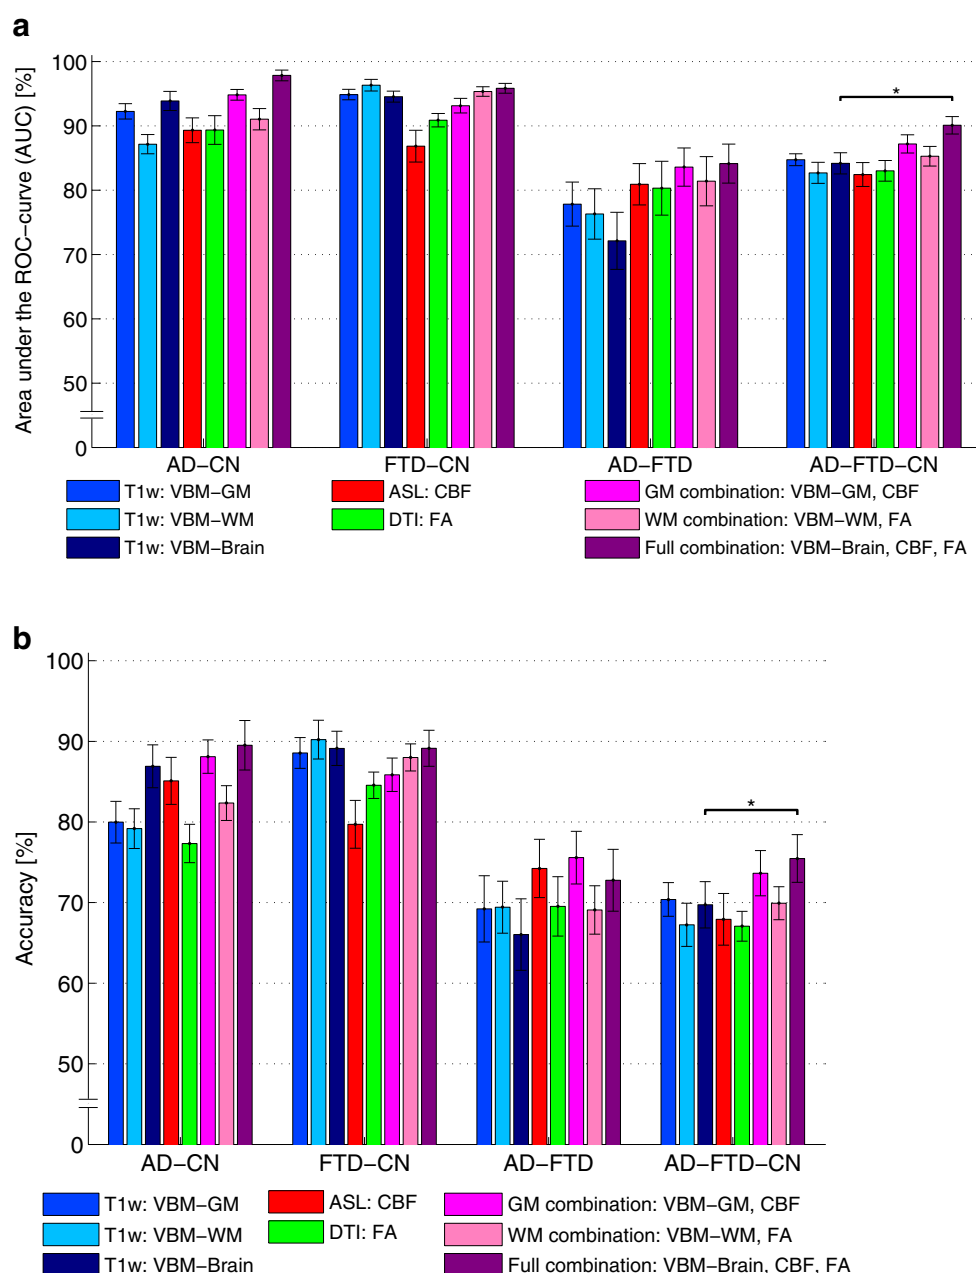 a
Area under the ROC−curve (AUC) [%]
100
90
80
70
60
50
0
*
AD−CN
FTD−CN
AD−FTD
AD−FTD−CN
T1w: VBM−GM
T1w: VBM−WM
T1w: VBM−Brain
ASL: CBF
DTI: FA
GM combination: VBM−GM, CBF
WM combination: VBM−WM, FA
Full combination: VBM−Brain, CBF, FA
b
Accuracy [%]
100
90
80
70
60
50
0
*
AD−CN
FTD−CN
AD−FTD
AD−FTD−CN
T1w: VBM−GM
T1w: VBM−WM
T1w: VBM−Brain
ASL: CBF
DTI: FA
GM combination: VBM−GM, CBF
WM combination: VBM−WM, FA
Full combination: VBM−Brain, CBF, FA